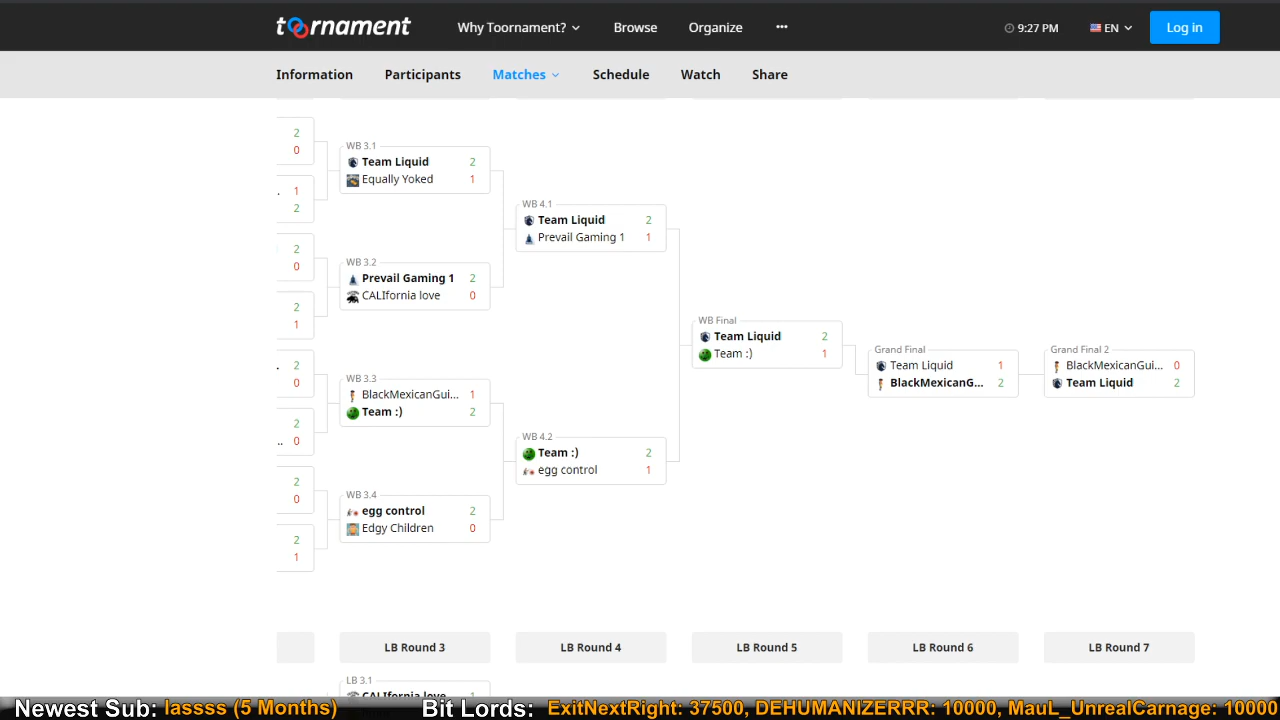 toornament
Why Toornament?
Browse
Organize
•••
9:27 PM
EN
Log in
Information
Participants
Matches
Schedule
Watch
Share
2
0
. 1
2
2
0
2
1
. 2
0
2
.. 0
2
0
2
1
WB 3.1
Team Liquid 2
Equally Yoked 1
WB 3.2
Prevail Gaming 1 2
CALIfornia love 0
WB 3.3
BlackMexicanGui... 1
Team :) 2
WB 3.4
egg control 2
Edgy Children 0
WB 4.1
Team Liquid 2
Prevail Gaming 1 1
WB 4.2
Team :) 2
egg control 1
WB Final
Team Liquid 2
Team :) 1
Grand Final
Team Liquid 1
BlackMexicanG... 2
Grand Final 2
BlackMexicanGui... 0
Team Liquid 2
LB Round 3
LB Round 4
LB Round 5
LB Round 6
LB Round 7
LB 3.1
CALIfornia love 1
Newest Sub: lassss (5 Months)
Bit Lords: ExitNextRight: 37500, DEHUMANIZERRR: 10000, MauL_UnrealCarnage: 10000